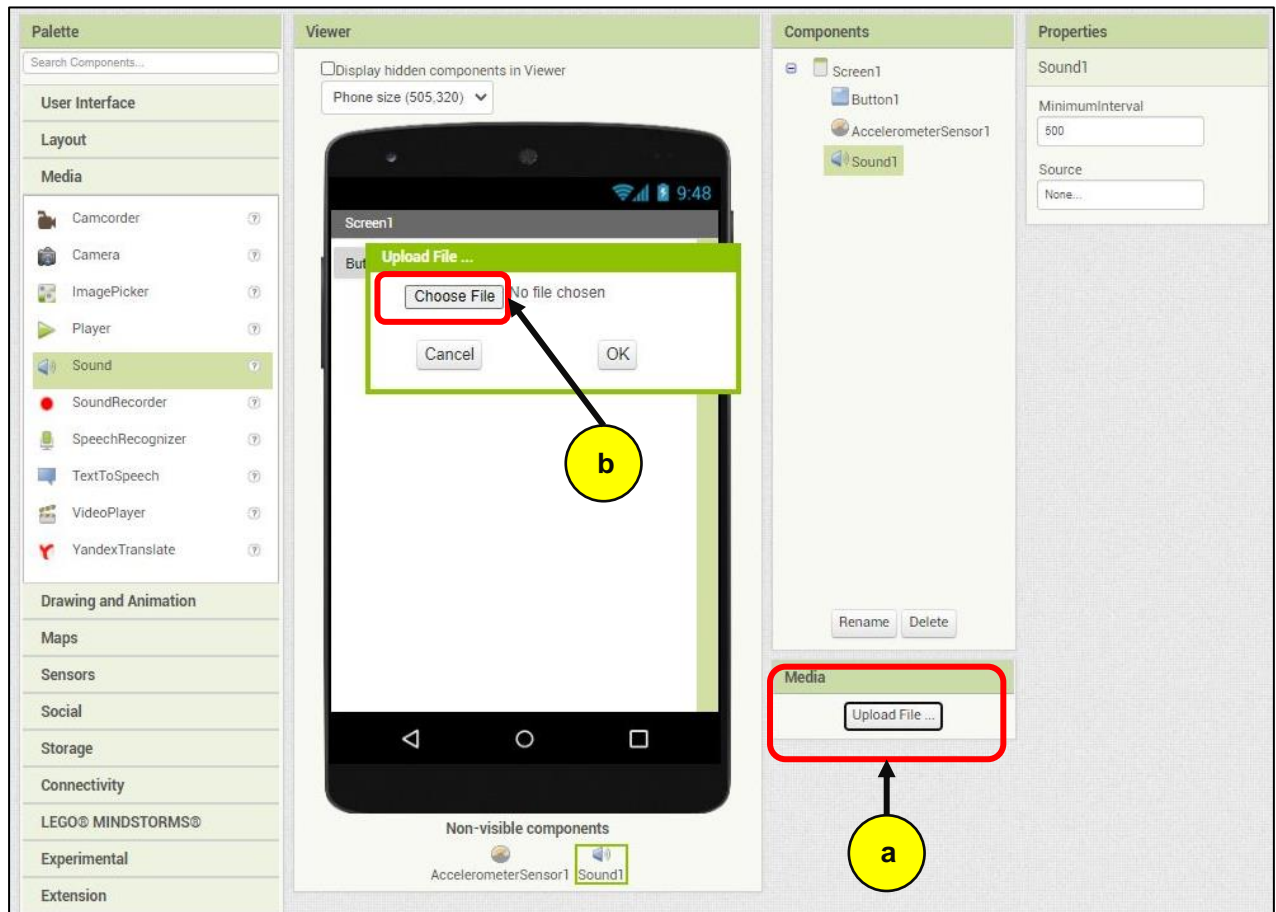 Palette
Search Components...
User Interface
Layout
Media
Camcorder
Camera
ImagePicker
Player
Sound
SoundRecorder
SpeechRecognizer
TextToSpeech
VideoPlayer
YandexTranslate
Drawing and Animation
Maps
Sensors
Social
Storage
Connectivity
LEGO® MINDSTORMS®
Experimental
Extension
Viewer
Display hidden components in Viewer
Phone size (505,320)
9:48
Screen1
But
Upload File ...
Choose File No file chosen
Cancel OK
b
Non-visible components
AccelerometerSensor1 Sound1
Components
Screen1
Button1
AccelerometerSensor1
Sound1
Rename Delete
Media
Upload File ...
a
Properties
Sound1
MinimumInterval
500
Source
None...